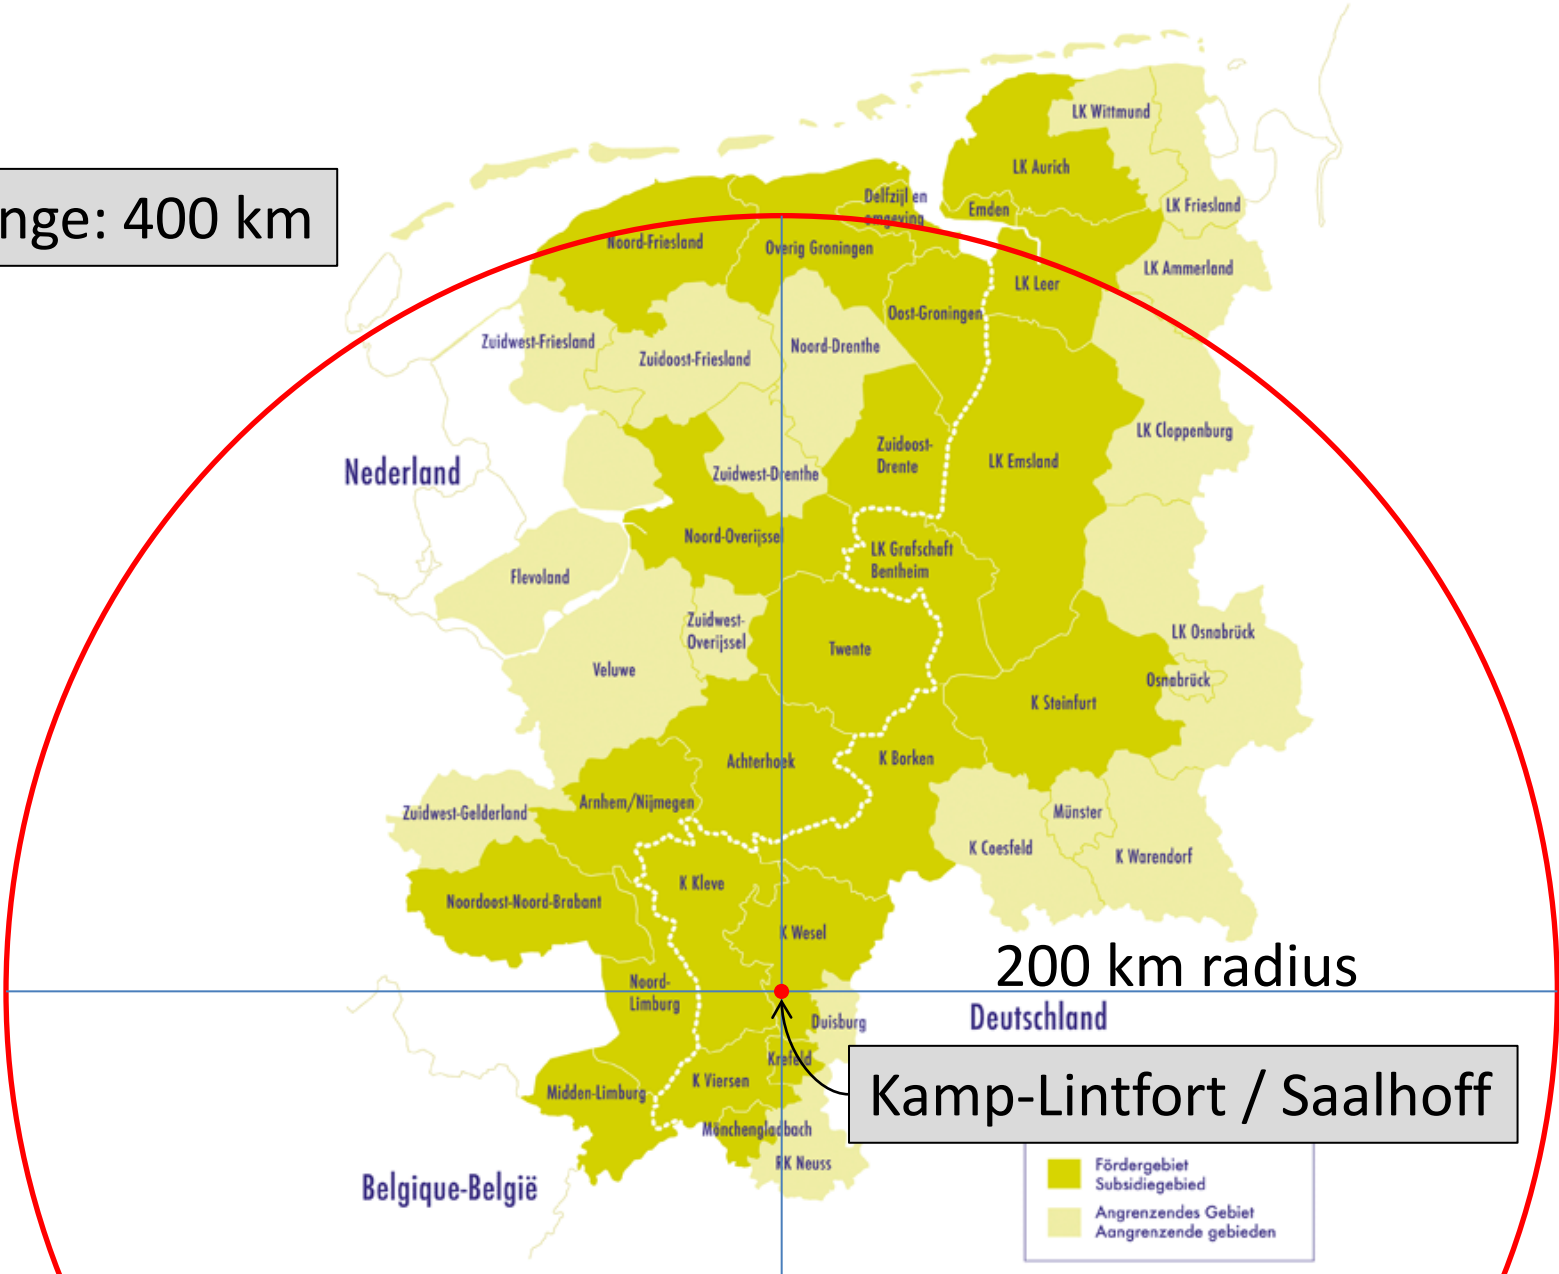 LK Wittmund
LK Aurich
Delfzijl en
omgeving
Emden
LK Friesland
nge: 400 km
Noord-Friesland
Overig Groningen
LK Ammerland
LK Leer
Oost-Groningen
Zuidwest-Friesland
Zuidoost-Friesland
Noord-Drenthe
LK Cloppenburg
Zuidoost-
Drente
LK Emsland
Nederland
Zuidwest-Drenthe
Noord-Overijssel
LK Grafschaft
Bentheim
Flevoland
Zuidwest-
Overijssel
Twente
LK Osnabrück
Veluwe
Osnabrück
K Steinfurt
Achterhoek
K Borken
Arnhem/Nijmegen
Zuidwest-Gelderland
Münster
K Coesfeld
K Warendorf
K Kleve
Noordoost-Noord-Brabant
K Wesel
200 km radius
Noord-
Limburg
Duisburg
Deutschland
Krefeld
K Viersen
Midden-Limburg
Kamp-Lintfort / Saalhoff
Mönchengladbach
RK Neuss
Belgique-België
Fördergebiet
Subsidiegebied
Angrenzendes Gebiet
Aangrenzende gebieden